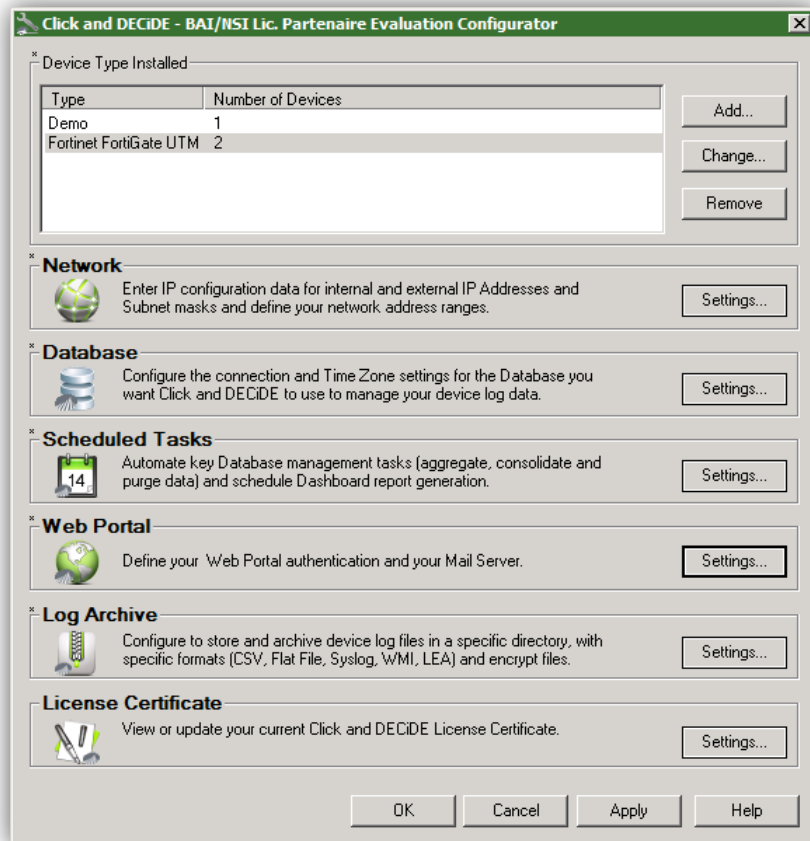 Click and DECiDE - BAI/NSI Lic. Partenaire Evaluation Configurator
* Device Type Installed
Type Number of Devices
Demo 1
Fortinet FortiGate UTM 2
Add...
Change...
Remove
* Network
Enter IP configuration data for internal and external IP Addresses and
Subnet masks and define your network address ranges.
Settings...
* Database
Configure the connection and Time Zone settings for the Database you
want Click and DECiDE to use to manage your device log data.
Settings...
* Scheduled Tasks
14
Automate key Database management tasks (aggregate, consolidate and
purge data) and schedule Dashboard report generation.
Settings...
* Web Portal
Define your Web Portal authentication and your Mail Server.
Settings...
* Log Archive
Configure to store and archive device log files in a specific directory, with
specific formats (CSV, Flat File, Syslog, WMI, LEA) and encrypt files.
Settings...
License Certificate
View or update your current Click and DECiDE License Certificate.
Settings...
OK Cancel Apply Help